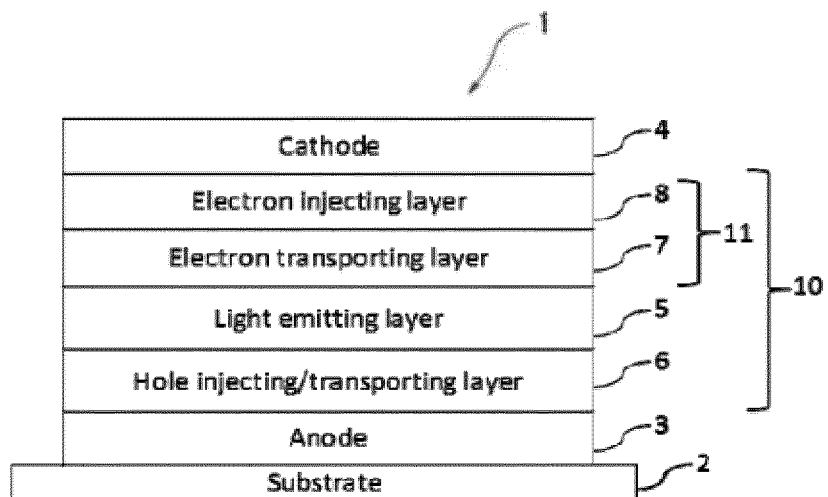 1
Cathode 4
Electron injecting layer 8
11
Electron transporting layer 7
10
Light emitting layer 5
Hole injecting/transporting layer 6
Anode 3
Substrate 2